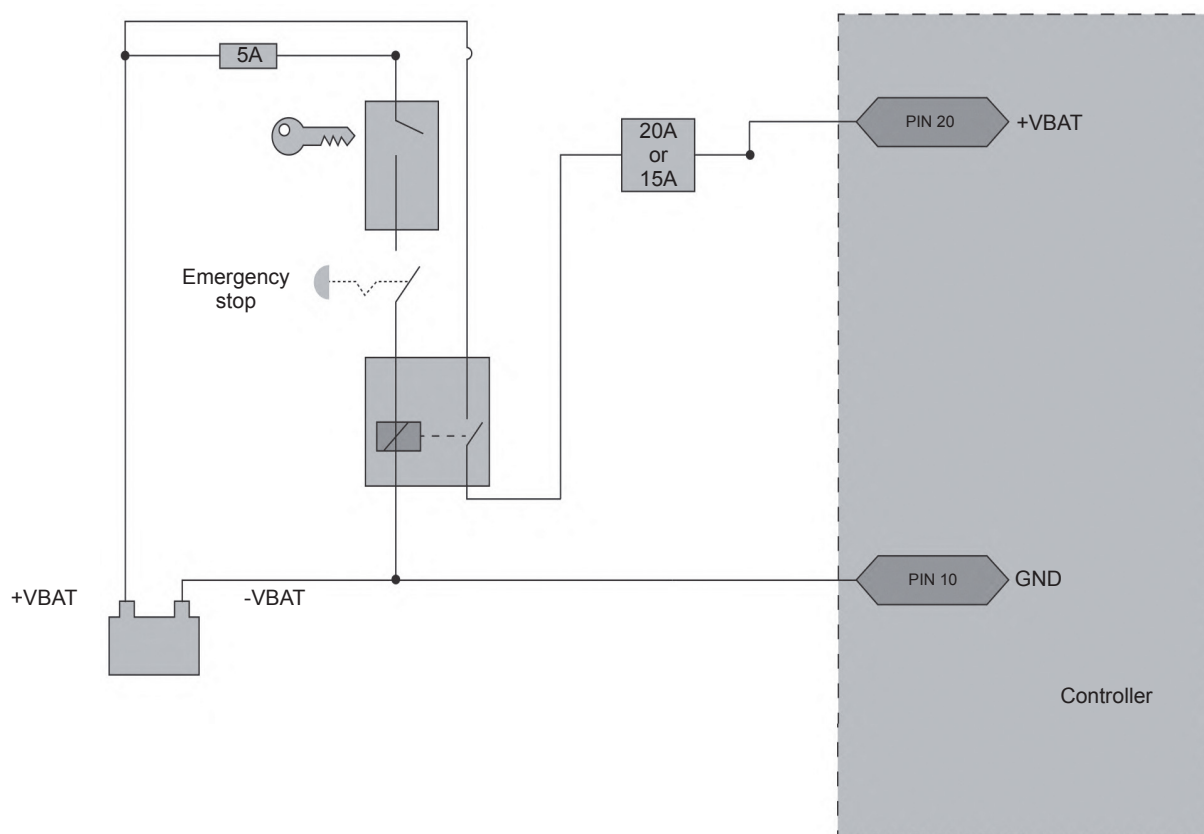 5A
20A
or
15A
PIN 20
+VBAT
Emergency
stop
+VBAT
-VBAT
PIN 10
GND
Controller